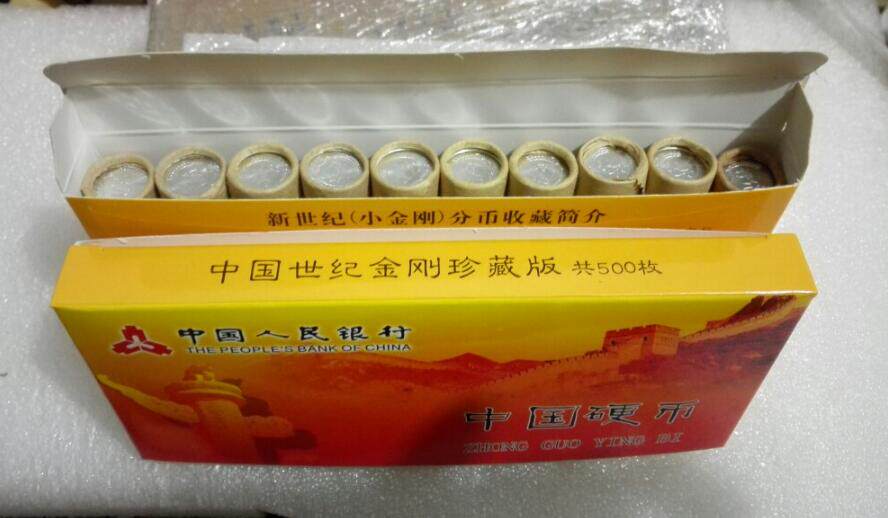 新世纪(小金刚)分币收藏简介
中国世纪金刚珍藏版 共500枚
中国人民银行
THE PEOPLE'S BANK OF CHINA
中国硬币
ZHONG GUO YING BI